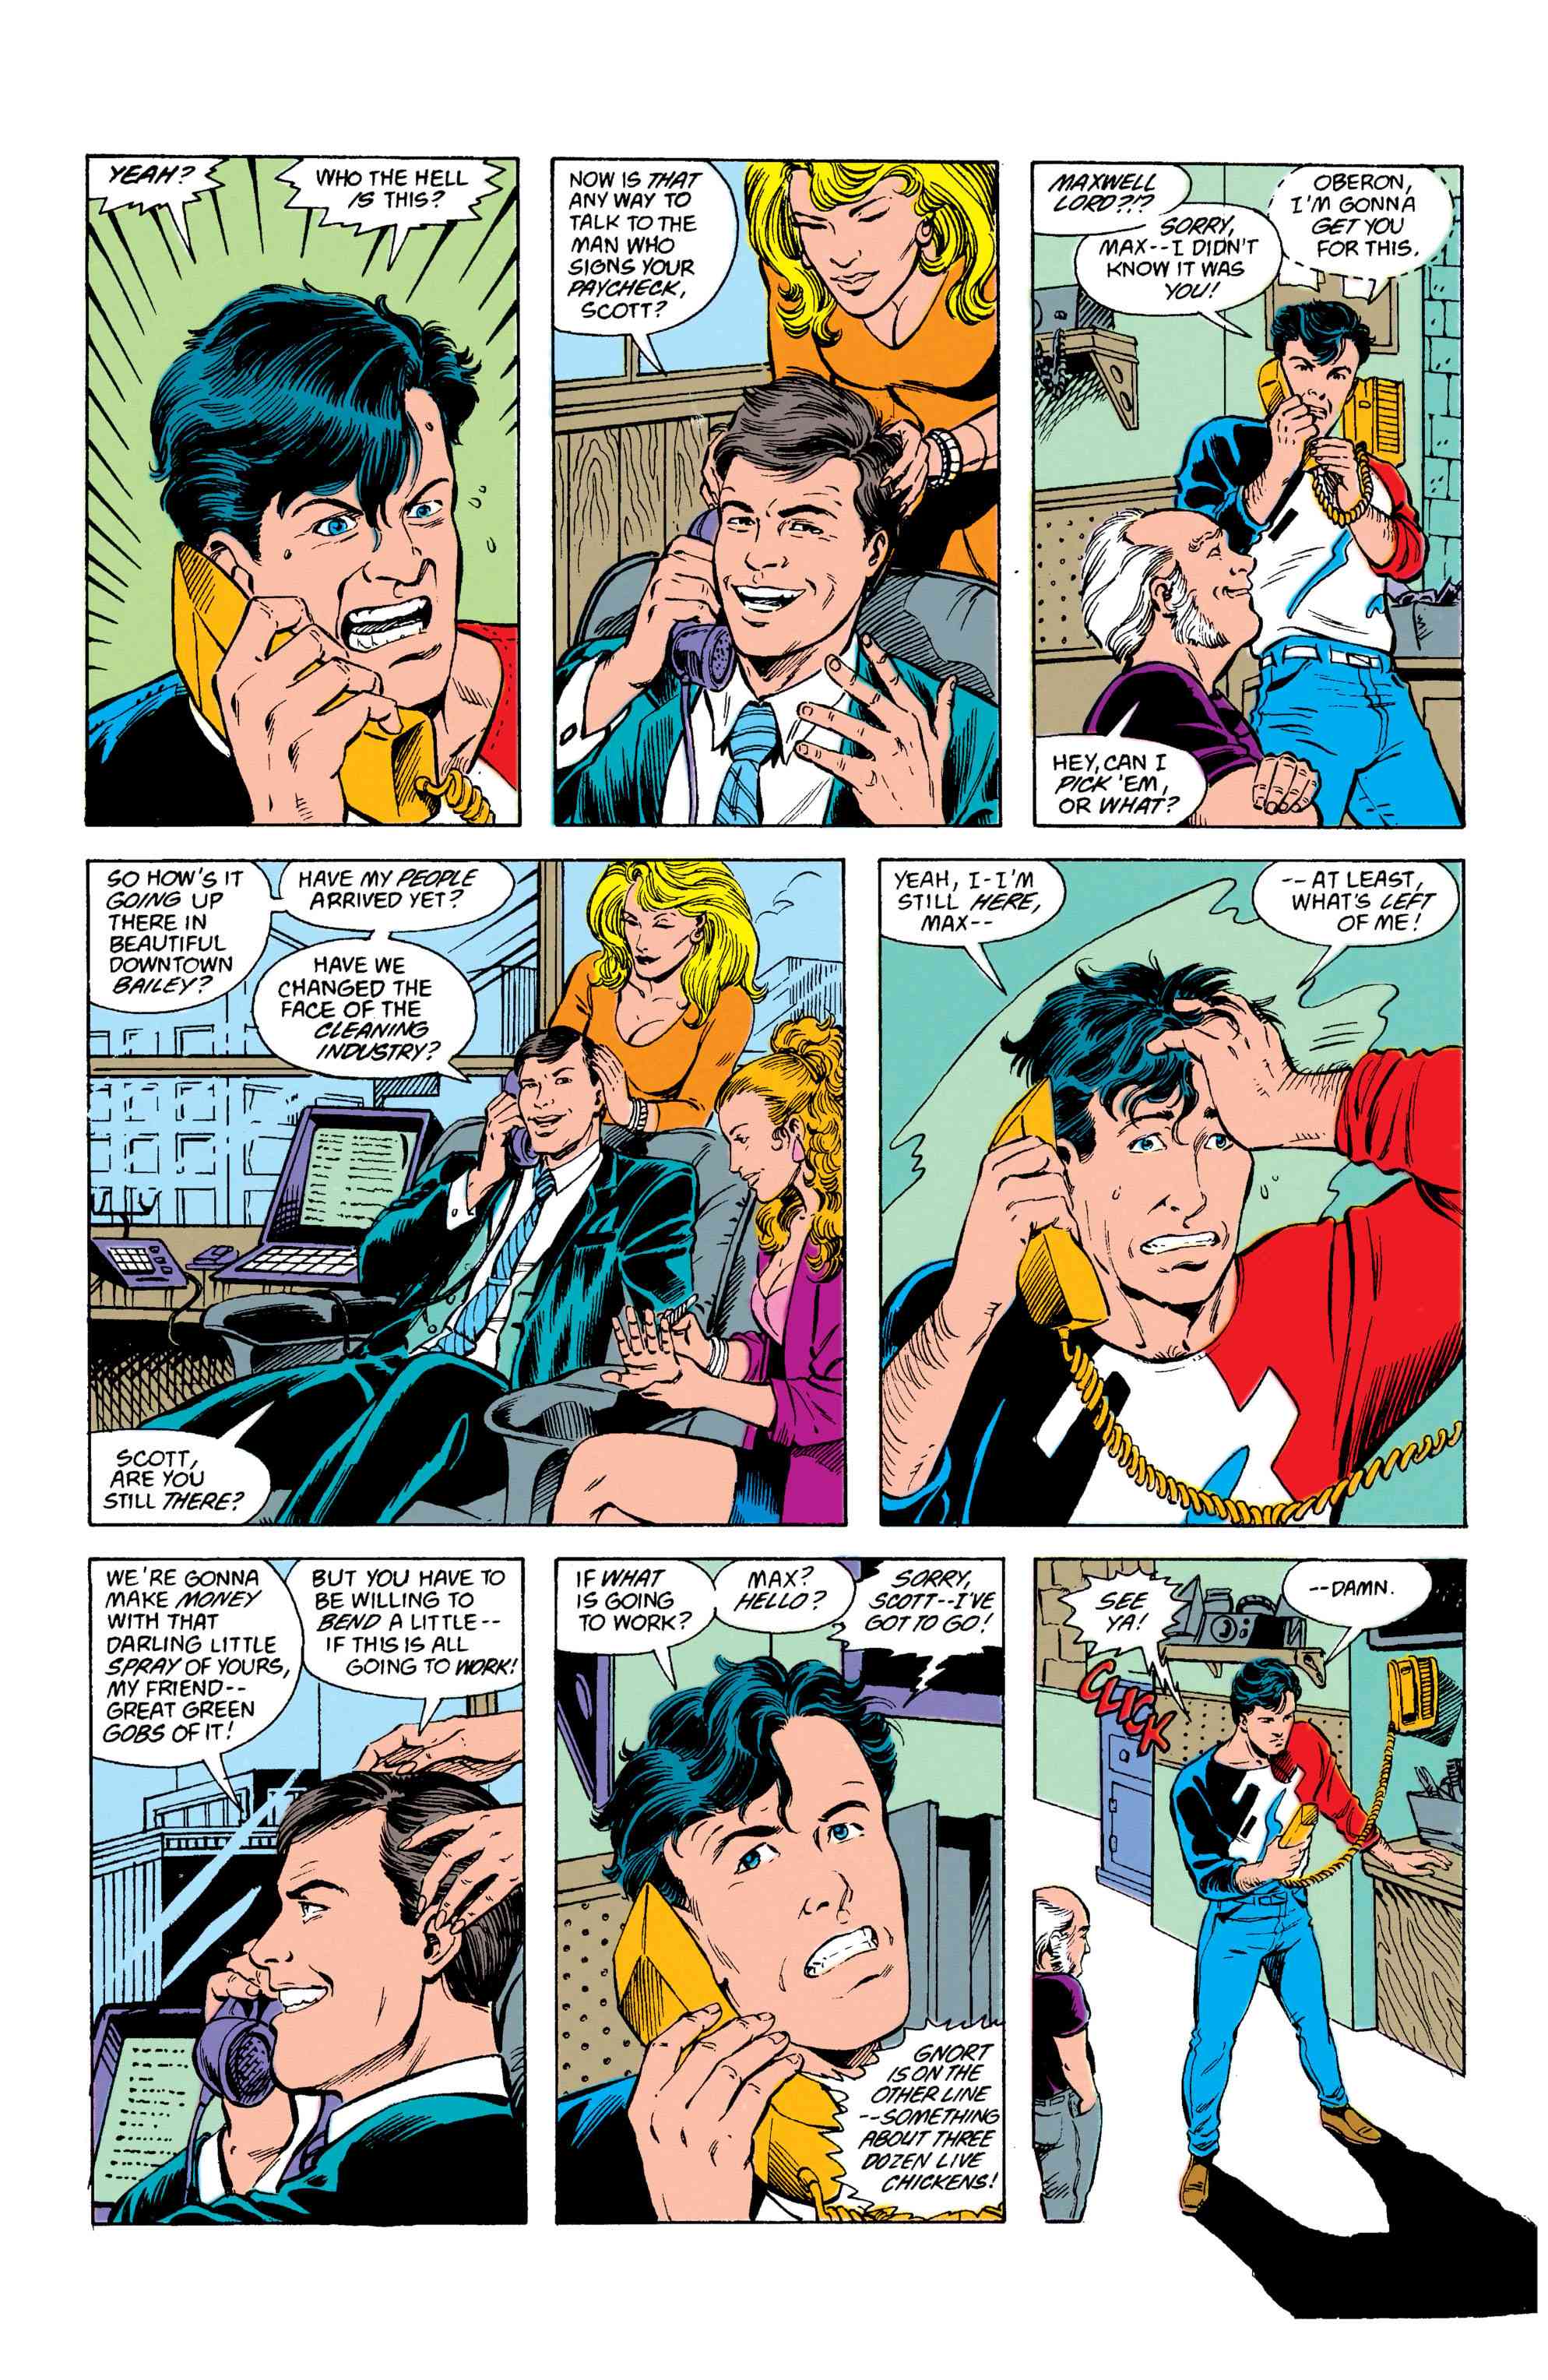 YEAH?
WHO THE HELL
IS THIS?
NOW IS THAT
ANY WAY TO
TALK TO THE
MAN WHO
SIGNS YOUR
PAYCHECK,
SCOTT?
MAXWELL
LORD?!?
SORRY,
MAX--I DIDN'T
KNOW IT WAS
YOU!
OBERON,
I'M GONNA
GET YOU
FOR THIS.
HEY, CAN I
PICK 'EM,
OR WHAT?
SO HOW'S IT
GOING UP
THERE IN
BEAUTIFUL
DOWNTOWN
BAILEY?
HAVE MY PEOPLE
ARRIVED YET?
HAVE WE
CHANGED THE
FACE OF THE
CLEANING
INDUSTRY?
SCOTT,
ARE YOU
STILL THERE?
YEAH, I-I'M
STILL HERE,
MAX--
--AT LEAST,
WHAT'S LEFT
OF ME!
WE'RE GONNA
MAKE MONEY
WITH THAT
DARLING LITTLE
SPRAY OF YOURS,
MY FRIEND--
GREAT GREEN
GOBS OF IT!
BUT YOU HAVE TO
BE WILLING TO
BEND A LITTLE--
IF THIS IS ALL
GOING TO WORK!
IF WHAT
IS GOING
TO WORK?
MAX?
HELLO?
SORRY,
SCOTT--I'VE
GOT TO GO!
GNORT
IS ON THE
OTHER LINE
--SOMETHING
ABOUT THREE
DOZEN LIVE
CHICKENS!
SEE
YA!
CLICK
--DAMN.